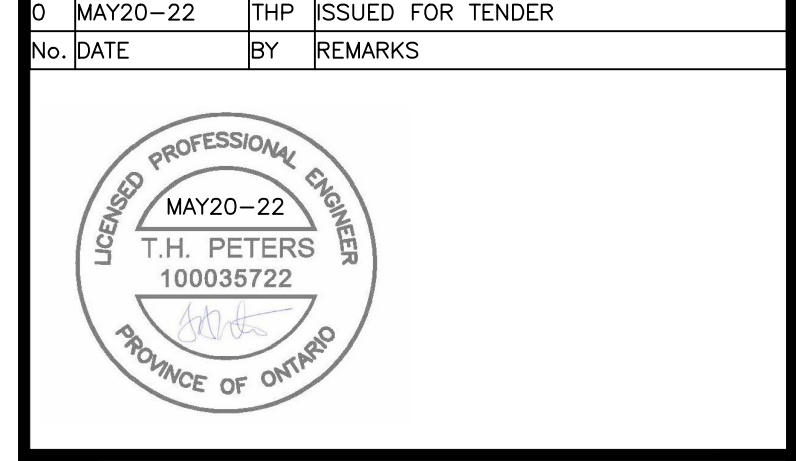 0 MAY20-22 THP ISSUED FOR TENDER
No. DATE BY REMARKS
LICENSED PROFESSIONAL ENGINEER
MAY20-22
T.H. PETERS
100035722
PROVINCE OF ONTARIO